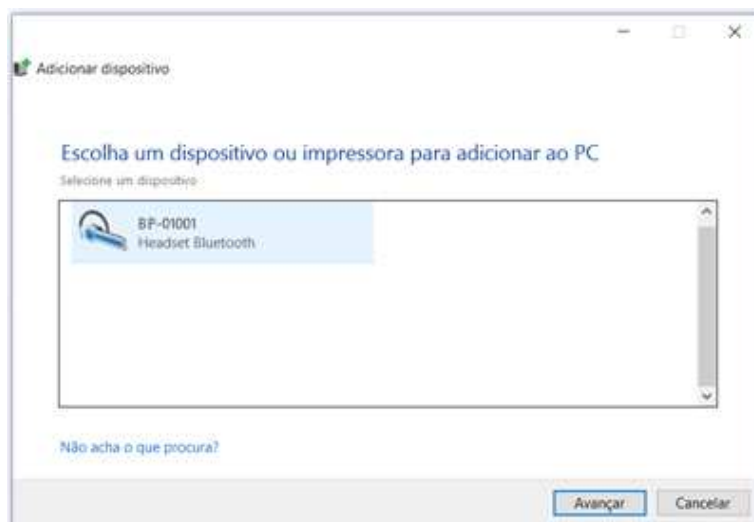 Adicionar dispositivo
Escolha um dispositivo ou impressora para adicionar ao PC
Selecione um dispositivo
BP-01001
Headset Bluetooth
Não acha o que procura?
Avançar
Cancelar